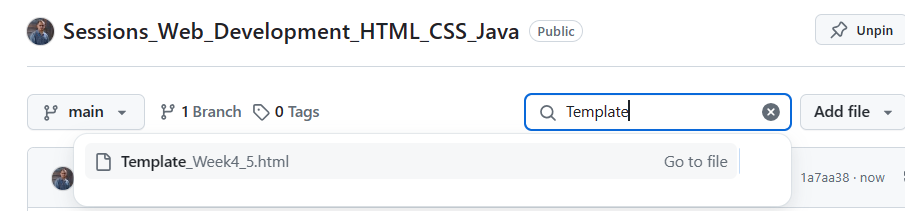 Sessions_Web_Development_HTML_CSS_Java Public Unpin
main 1 Branch 0 Tags Template Add file
Template_Week4_5.html Go to file
1a7aa38 · now